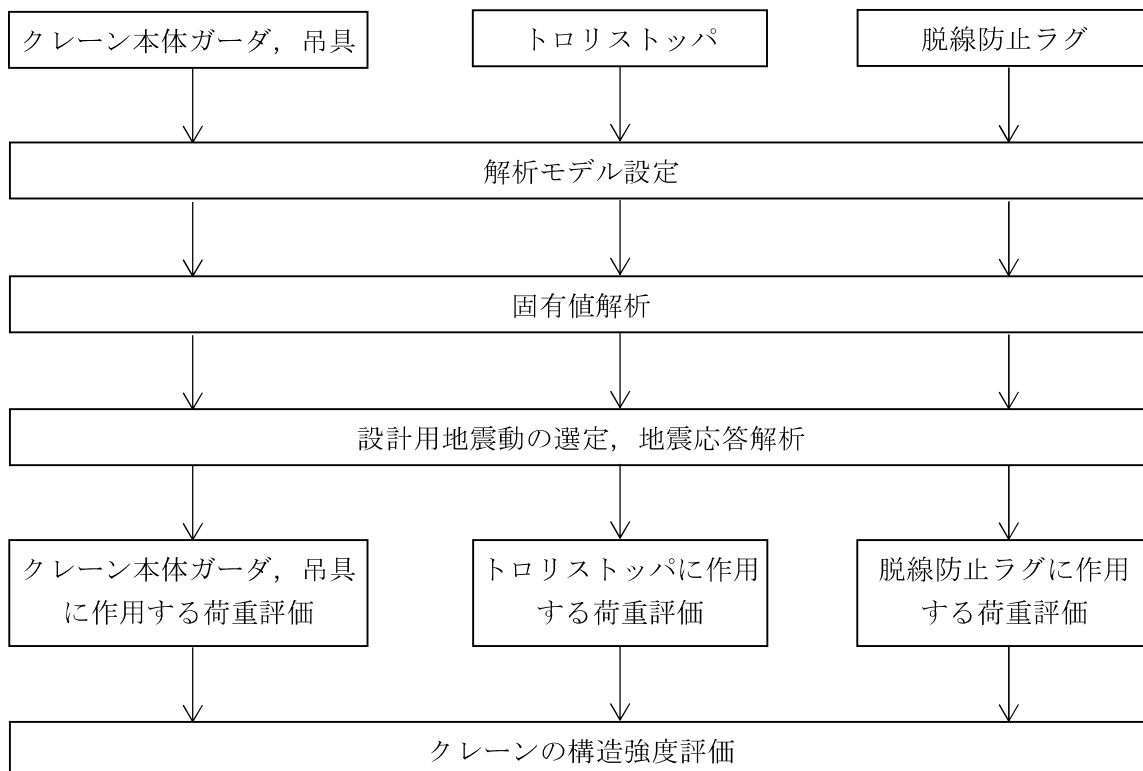 クレーン本体ガーダ，吊具
トロリストッパ
脱線防止ラグ
解析モデル設定
固有値解析
設計用地震動の選定，地震応答解析
クレーン本体ガーダ，吊具
に作用する荷重評価
トロリストッパに作用
する荷重評価
脱線防止ラグに作用
する荷重評価
クレーンの構造強度評価